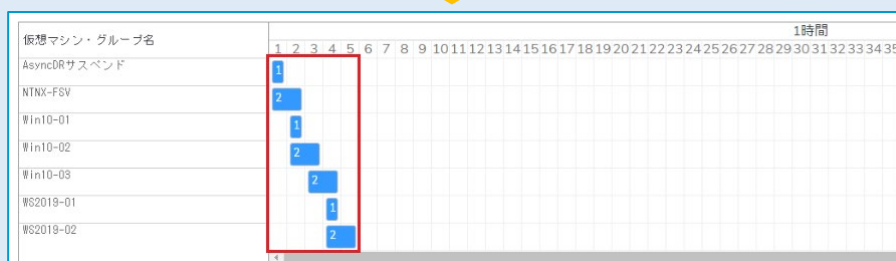 1時間
仮想マシン・グループ名
1 2 3 4 5 6 7 8 9 10 11 12 13 14 15 16 17 18 19 20 21 22 23 24 25 26 27 28 29 30 31 32 33 34 35
AsyncDRサスペンド 1
NTNX-FSV 2
Win10-01 1
Win10-02 2
Win10-03 2
WS2019-01 1
WS2019-02 2